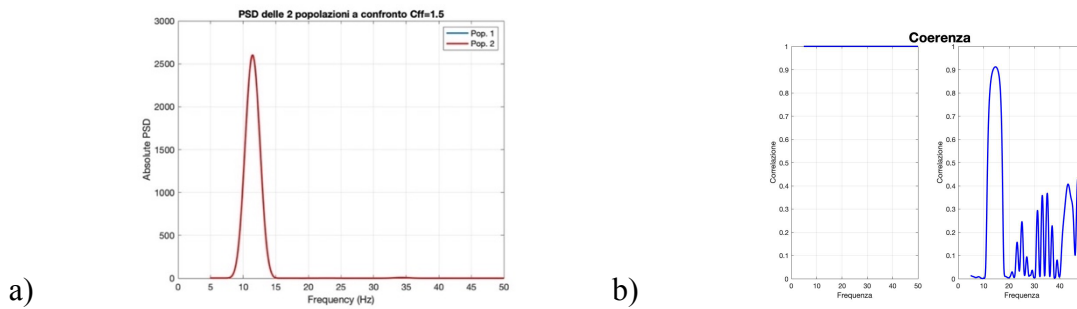 PSD delle 2 popolazioni a confronto Cff=1.5
Pop. 1
Pop. 2
3000
2500
2000
1500
1000
500
0
Absolute PSD
0 5 10 15 20 25 30 35 40 45 50
Frequency (Hz)
a)
Coerenza
1
0.9
0.8
0.7
0.6
0.5
0.4
0.3
0.2
0.1
0
Correlazione
0 10 20 30 40 50
Frequenza
1
0.9
0.8
0.7
0.6
0.5
0.4
0.3
0.2
0.1
0
Correlazione
0 10 20 30 40
Frequenza
b)